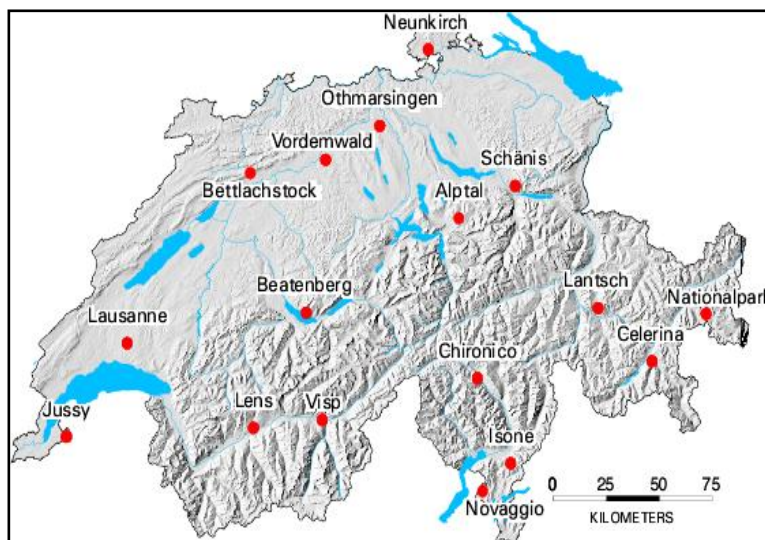 Neunkirch
Othmarsingen
Vordemwald
Schänis
Bettlachstock
Alptal
Beatenberg
Lantsch
Nationalpark
Lausanne
Celerina
Chironico
Jussy
Lens
Visp
Isone
Novaggio
0 25 50 75
KILOMETERS